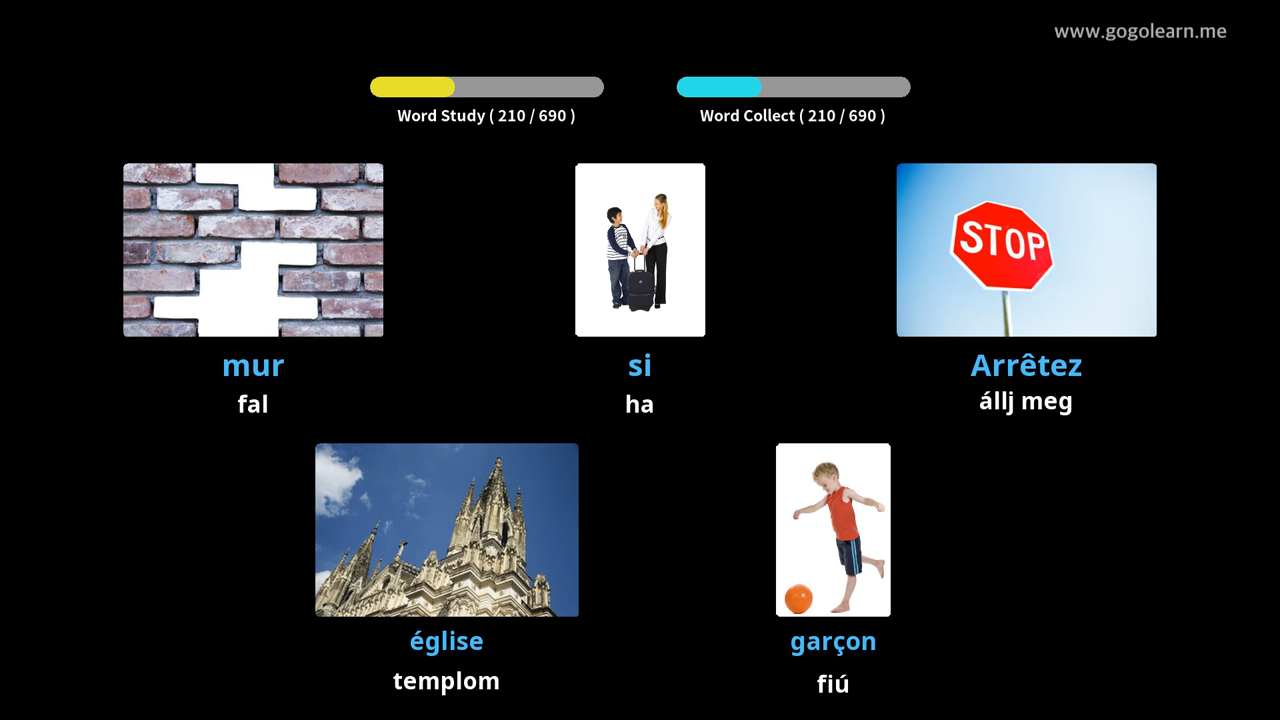 www.gogolearn.me
Word Study ( 210 / 690 )
Word Collect ( 210 / 690 )
STOP
mur
si
Arrêtez
fal
ha
állj meg
église
garçon
templom
fiú